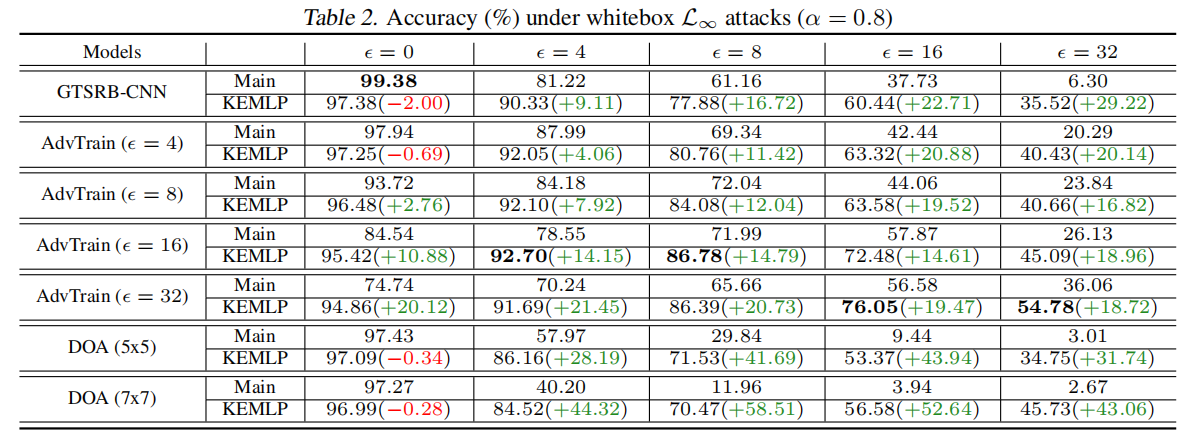 Table 2. Accuracy (%) under whitebox 𝓛∞ attacks (α = 0.8)
Models ϵ = 0 ϵ = 4 ϵ = 8 ϵ = 16 ϵ = 32
GTSRB-CNN Main 99.38 81.22 61.16 37.73 6.30
KEMLP 97.38(−2.00) 90.33(+9.11) 77.88(+16.72) 60.44(+22.71) 35.52(+29.22)
AdvTrain (ϵ = 4) Main 97.94 87.99 69.34 42.44 20.29
KEMLP 97.25(−0.69) 92.05(+4.06) 80.76(+11.42) 63.32(+20.88) 40.43(+20.14)
AdvTrain (ϵ = 8) Main 93.72 84.18 72.04 44.06 23.84
KEMLP 96.48(+2.76) 92.10(+7.92) 84.08(+12.04) 63.58(+19.52) 40.66(+16.82)
AdvTrain (ϵ = 16) Main 84.54 78.55 71.99 57.87 26.13
KEMLP 95.42(+10.88) 92.70(+14.15) 86.78(+14.79) 72.48(+14.61) 45.09(+18.96)
AdvTrain (ϵ = 32) Main 74.74 70.24 65.66 56.58 36.06
KEMLP 94.86(+20.12) 91.69(+21.45) 86.39(+20.73) 76.05(+19.47) 54.78(+18.72)
DOA (5x5) Main 97.43 57.97 29.84 9.44 3.01
KEMLP 97.09(−0.34) 86.16(+28.19) 71.53(+41.69) 53.37(+43.94) 34.75(+31.74)
DOA (7x7) Main 97.27 40.20 11.96 3.94 2.67
KEMLP 96.99(−0.28) 84.52(+44.32) 70.47(+58.51) 56.58(+52.64) 45.73(+43.06)